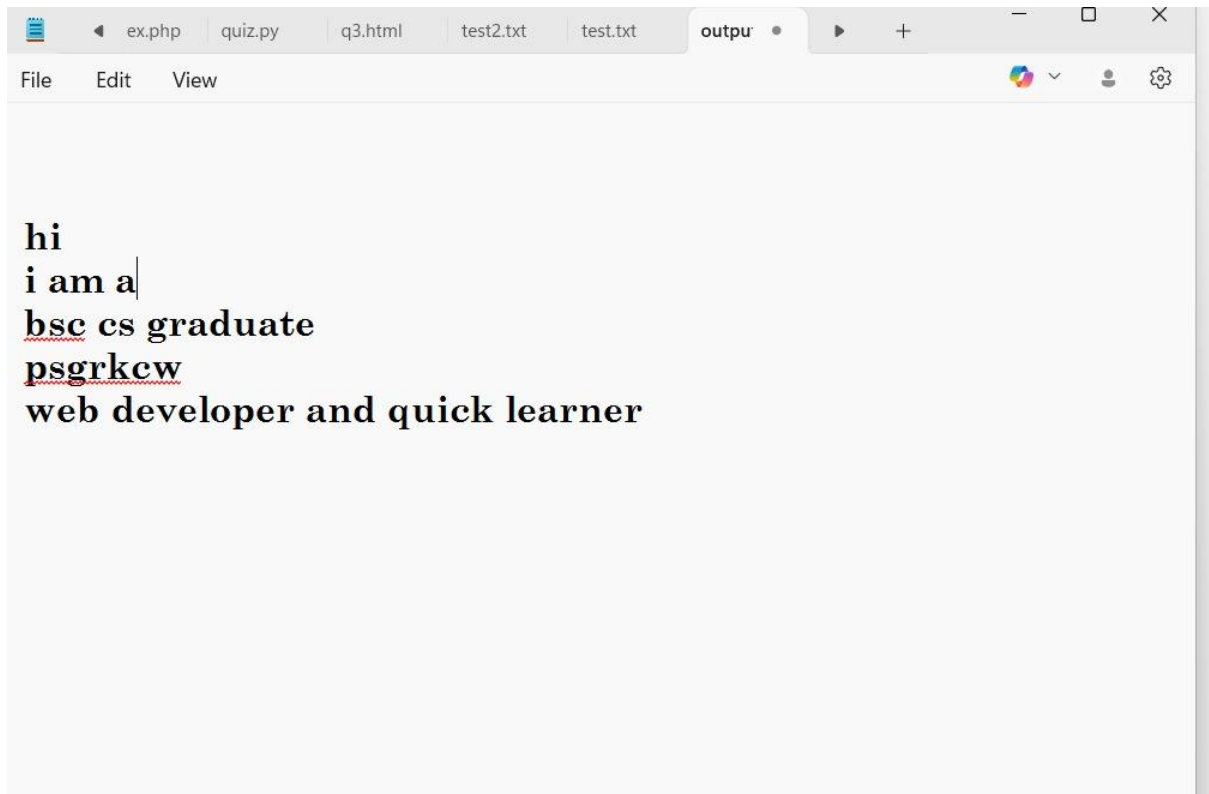 ex.php quiz.py q3.html test2.txt test.txt outpu
File Edit View
hi
i am a
bsc cs graduate
psgrkcw
web developer and quick learner